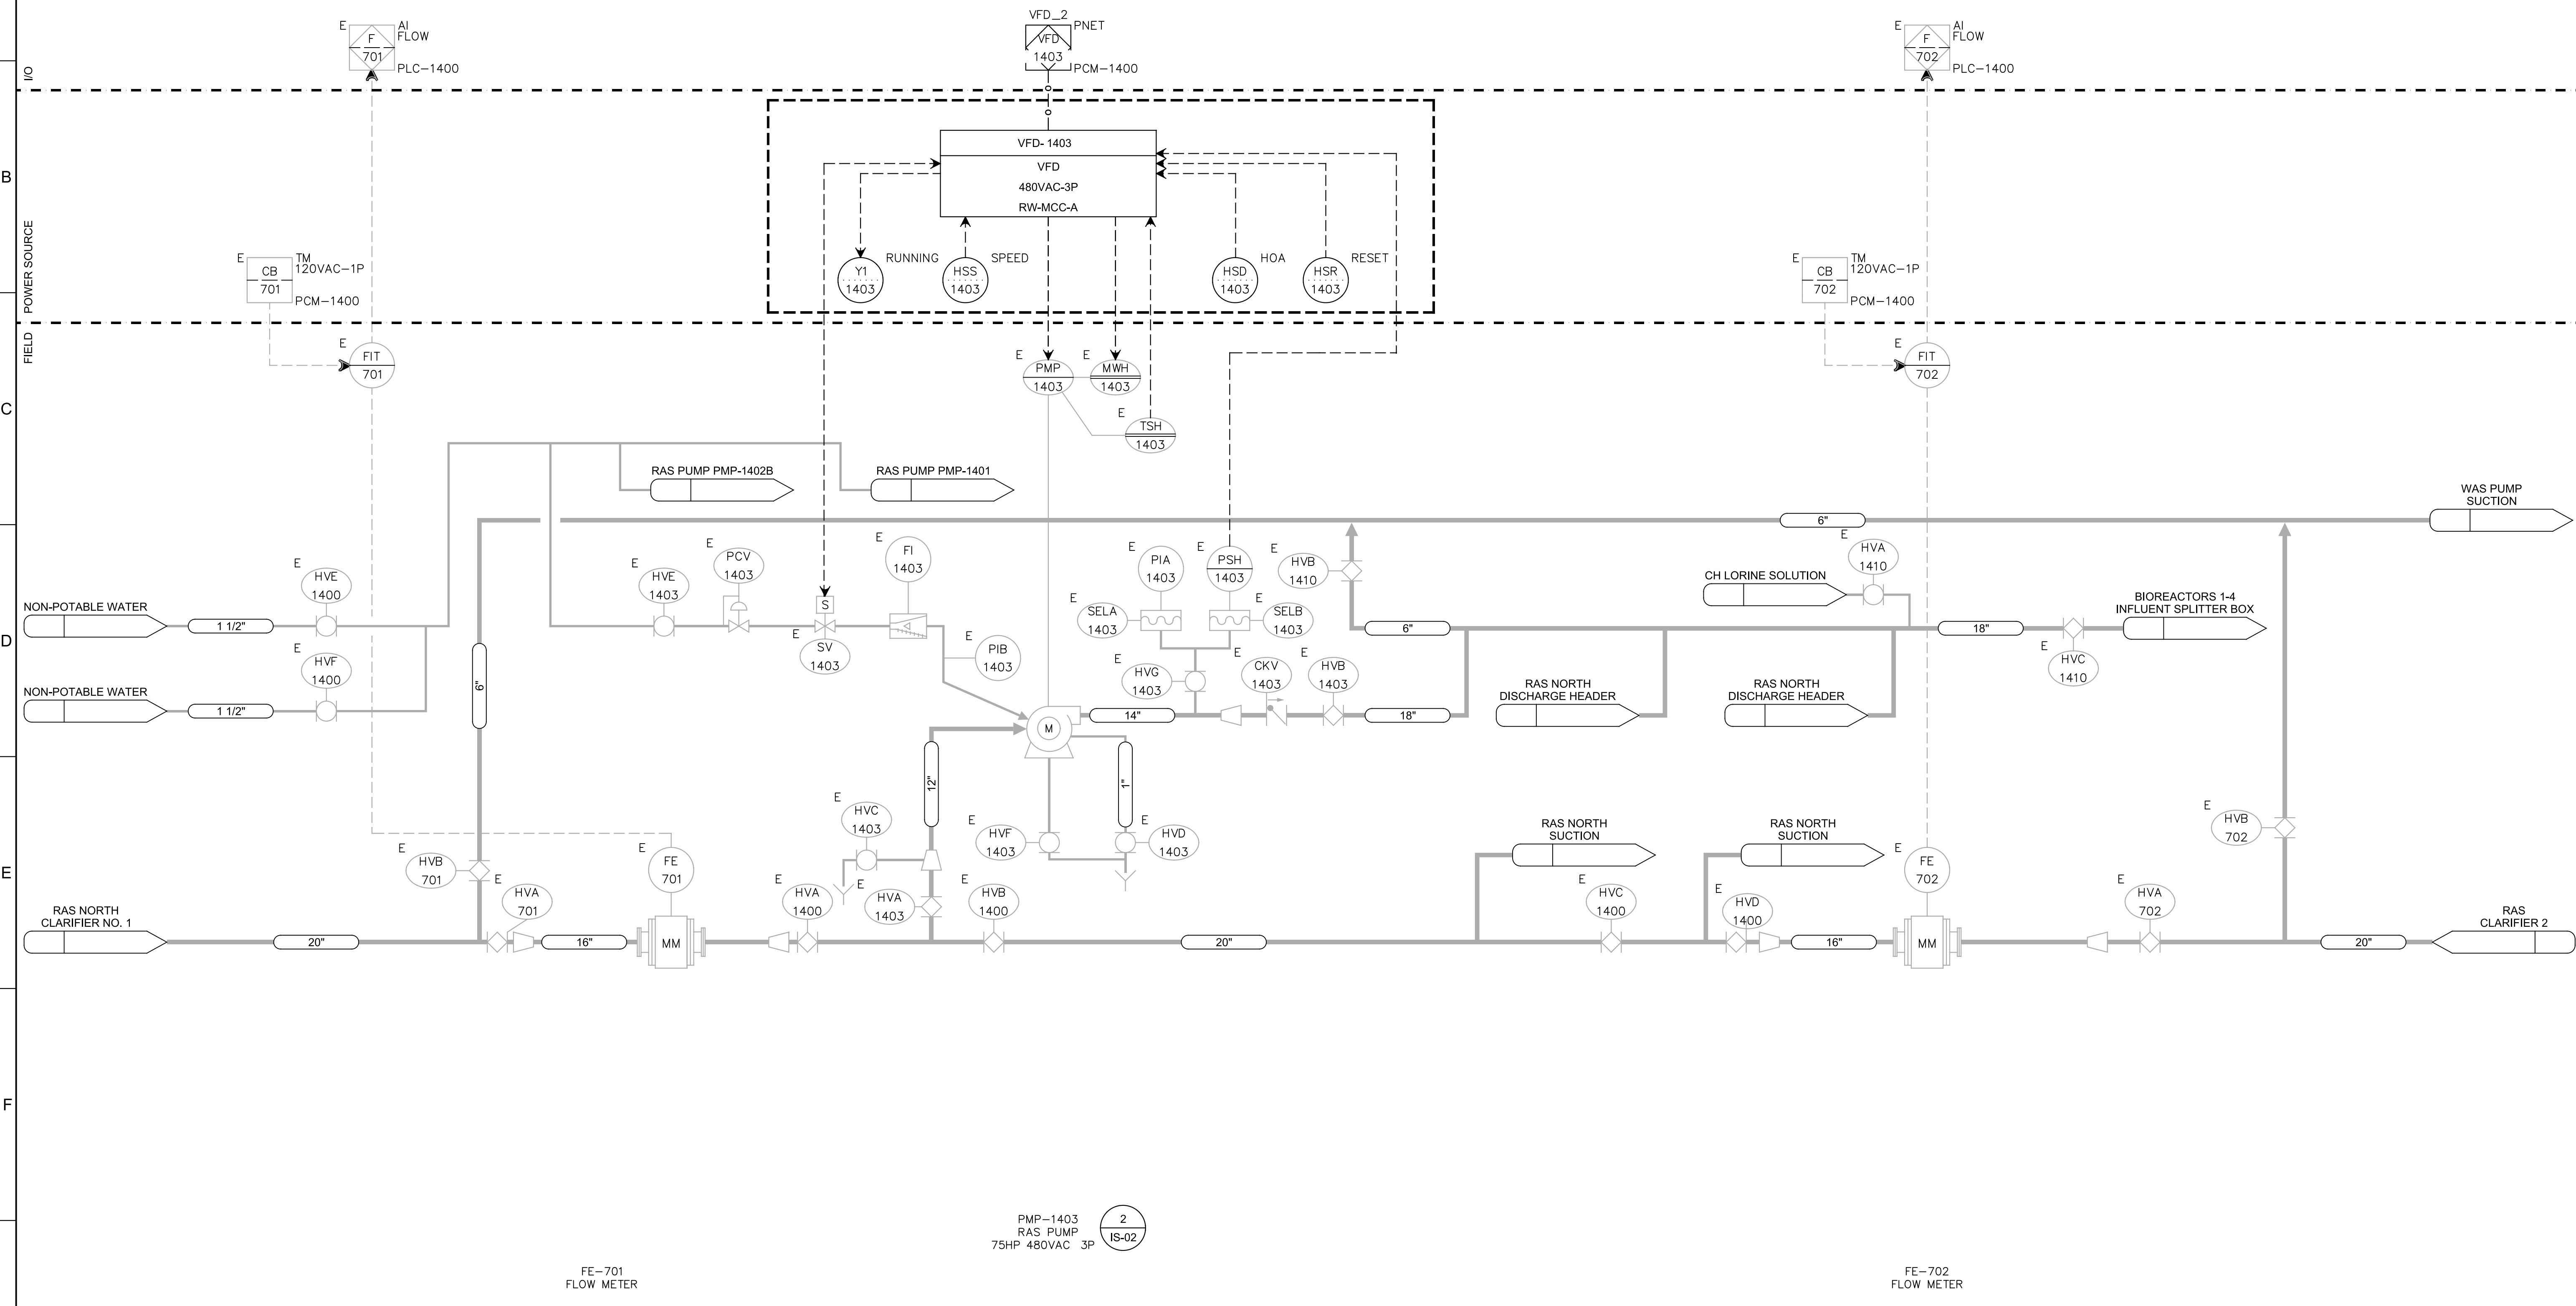 VFD_2
E
AI
FLOW
F
701
PLC-1400
PNET
VFD
1403
PCM-1400
E
AI
FLOW
F
702
PLC-1400
I/O
B
VFD- 1403
VFD
480VAC-3P
RW-MCC-A
POWER SOURCE
E
TM
120VAC-1P
CB
701
PCM-1400
Y1
1403
RUNNING
HSS
1403
SPEED
HSD
1403
HOA
HSR
1403
RESET
E
TM
120VAC-1P
CB
702
PCM-1400
FIELD
E
FIT
701
E
PMP
1403
E
MWH
1403
E
TSH
1403
E
FIT
702
C
RAS PUMP PMP-1402B
RAS PUMP PMP-1401
WAS PUMP
SUCTION
6"
E
HVE
1400
E
HVE
1403
E
PCV
1403
S
E
SV
1403
E
FI
1403
E
PIB
1403
E
PIA
1403
E
PSH
1403
E
SELA
1403
E
SELB
1403
E
HVB
1410
E
HVA
1410
CH LORINE SOLUTION
BIOREACTORS 1-4
INFLUENT SPLITTER BOX
NON-POTABLE WATER
1 1/2"
6"
18"
E
HVC
1410
D
E
HVF
1400
NON-POTABLE WATER
1 1/2"
6"
E
HVG
1403
E
CKV
1403
E
HVB
1403
RAS NORTH
DISCHARGE HEADER
RAS NORTH
DISCHARGE HEADER
14"
18"
M
12"
1"
E
HVC
1403
E
HVF
1403
E
HVD
1403
RAS NORTH
SUCTION
RAS NORTH
SUCTION
E
HVB
702
E
E
HVB
701
E
FE
701
E
FE
702
E
HVA
701
E
HVA
1400
E
HVA
1403
E
HVB
1400
E
HVC
1400
E
HVD
1400
E
HVA
702
RAS NORTH
CLARIFIER NO. 1
20"
16"
MM
20"
16"
MM
20"
RAS
CLARIFIER 2
F
PMP-1403
RAS PUMP
75HP 480VAC 3P
2
IS-02
FE-701
FLOW METER
FE-702
FLOW METER